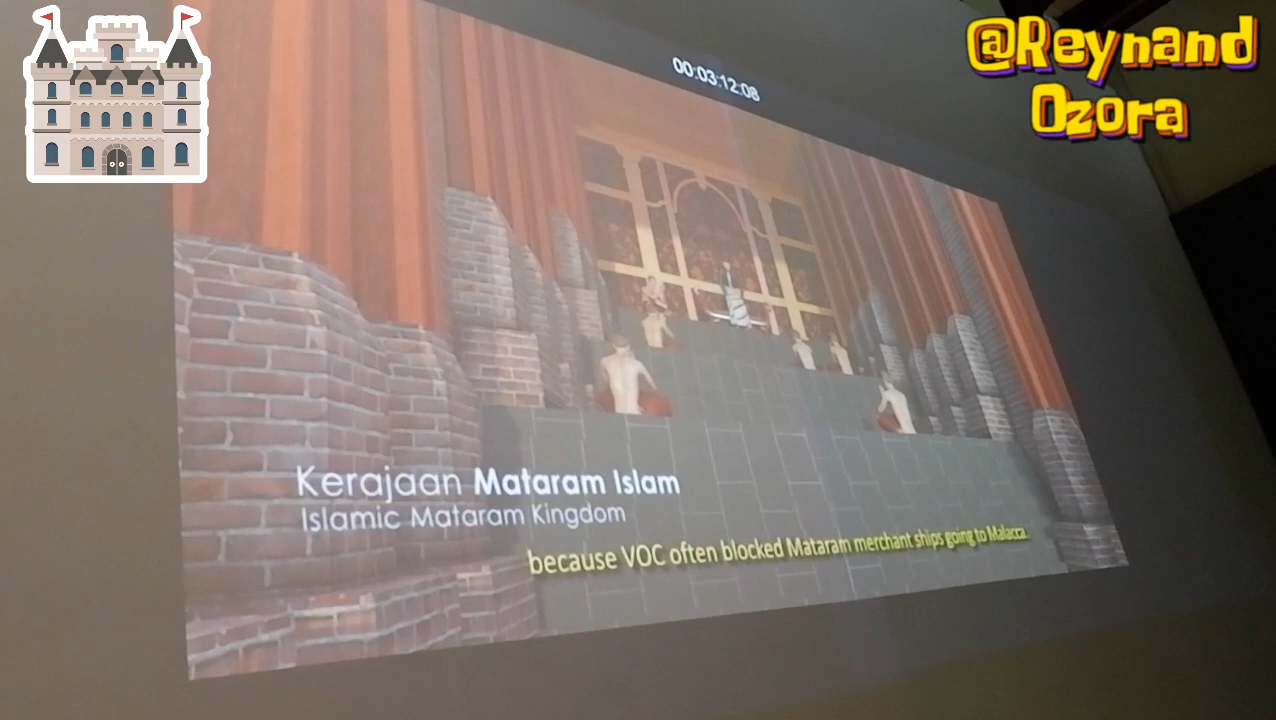 @Reynand
Ozora
00:03:12:08
Kerajaan Mataram Islam
Islamic Mataram Kingdom
because VOC often blocked Mataram merchant ships going to Malacca.